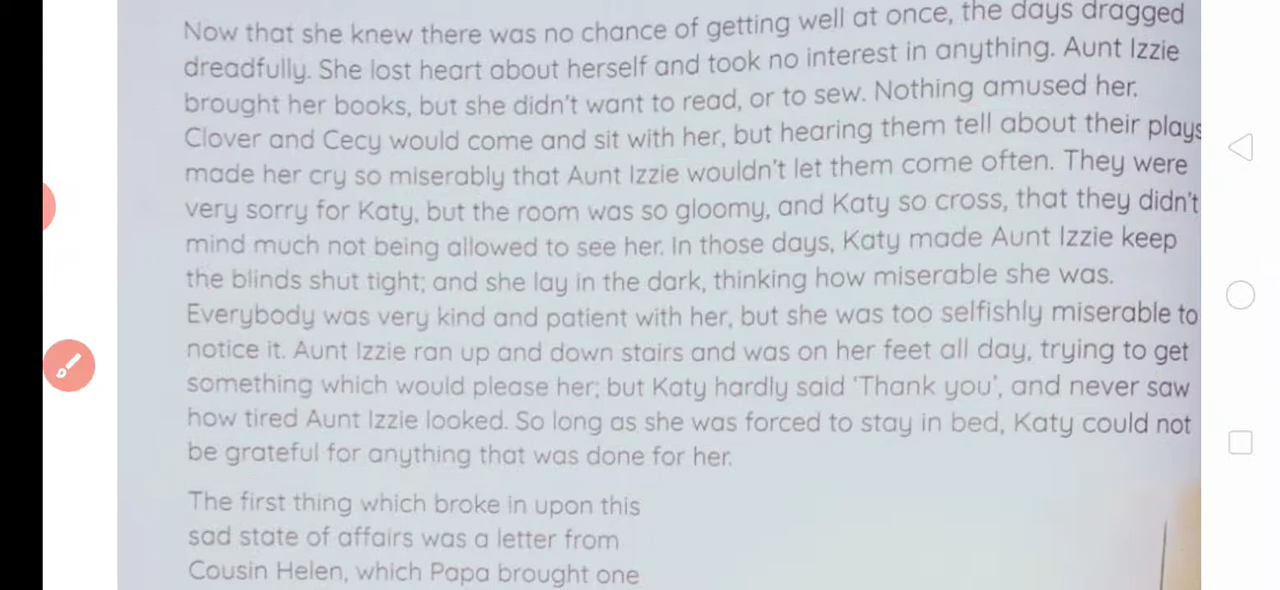 Now that she knew there was no chance of getting well at once, the days dragged
dreadfully. She lost heart about herself and took no interest in anything. Aunt Izzie
brought her books, but she didn't want to read, or to sew. Nothing amused her.
Clover and Cecy would come and sit with her, but hearing them tell about their plays
made her cry so miserably that Aunt Izzie wouldn't let them come often. They were
very sorry for Katy, but the room was so gloomy, and Katy so cross, that they didn't
mind much not being allowed to see her. In those days, Katy made Aunt Izzie keep
the blinds shut tight; and she lay in the dark, thinking how miserable she was.
Everybody was very kind and patient with her, but she was too selfishly miserable to
notice it. Aunt Izzie ran up and down stairs and was on her feet all day, trying to get
something which would please her; but Katy hardly said 'Thank you', and never saw
how tired Aunt Izzie looked. So long as she was forced to stay in bed, Katy could not
be grateful for anything that was done for her.
The first thing which broke in upon this
sad state of affairs was a letter from
Cousin Helen, which Papa brought one